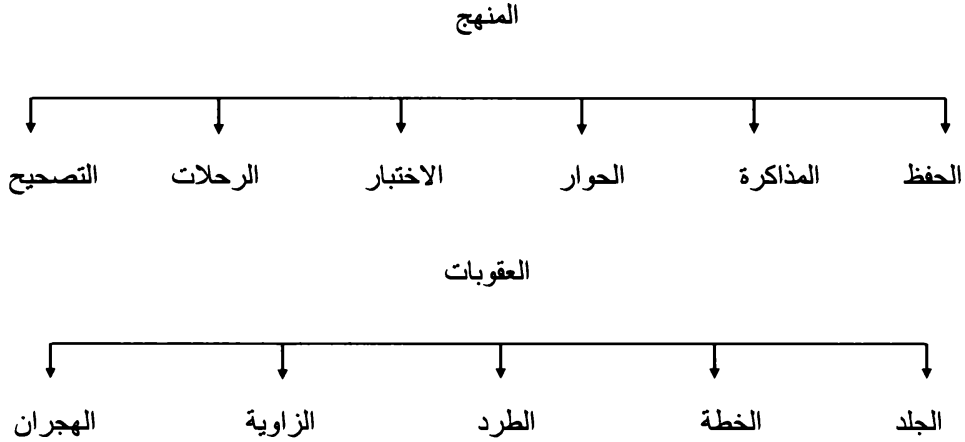 المنهج
الحفظ المذاكرة الحوار الاختبار الرحلات التصحيح
العقوبات
الجلد الخطة الطرد الزاوية الهجران